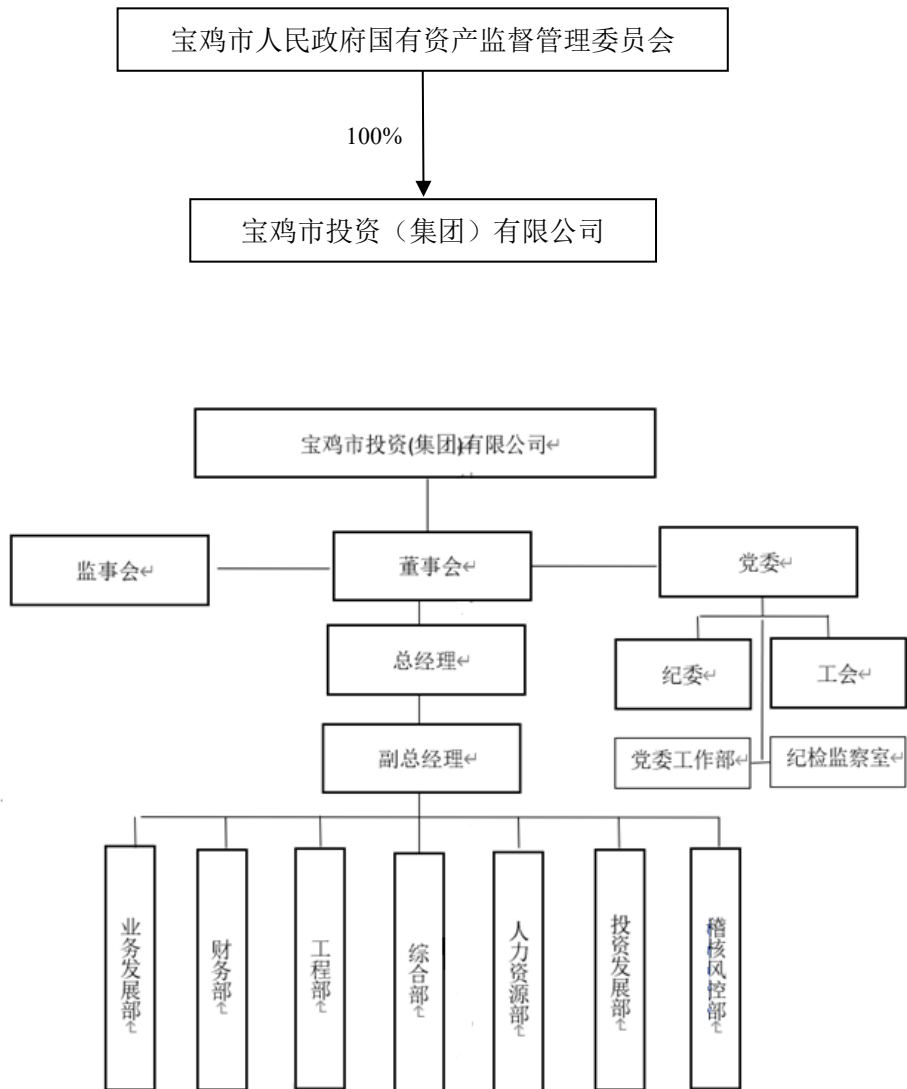 宝鸡市人民政府国有资产监督管理委员会
100%
宝鸡市投资（集团）有限公司
宝鸡市投资(集团)有限公司↵
监事会↵
董事会↵
党委↵
总经理↵
纪委↵
工会↵
副总经理↵
党委工作部↵
纪检监察室↵
业务发展部↵
财务部↵
工程部↵
综合部↵
人力资源部↵
投资发展部↵
稽核风控部↵